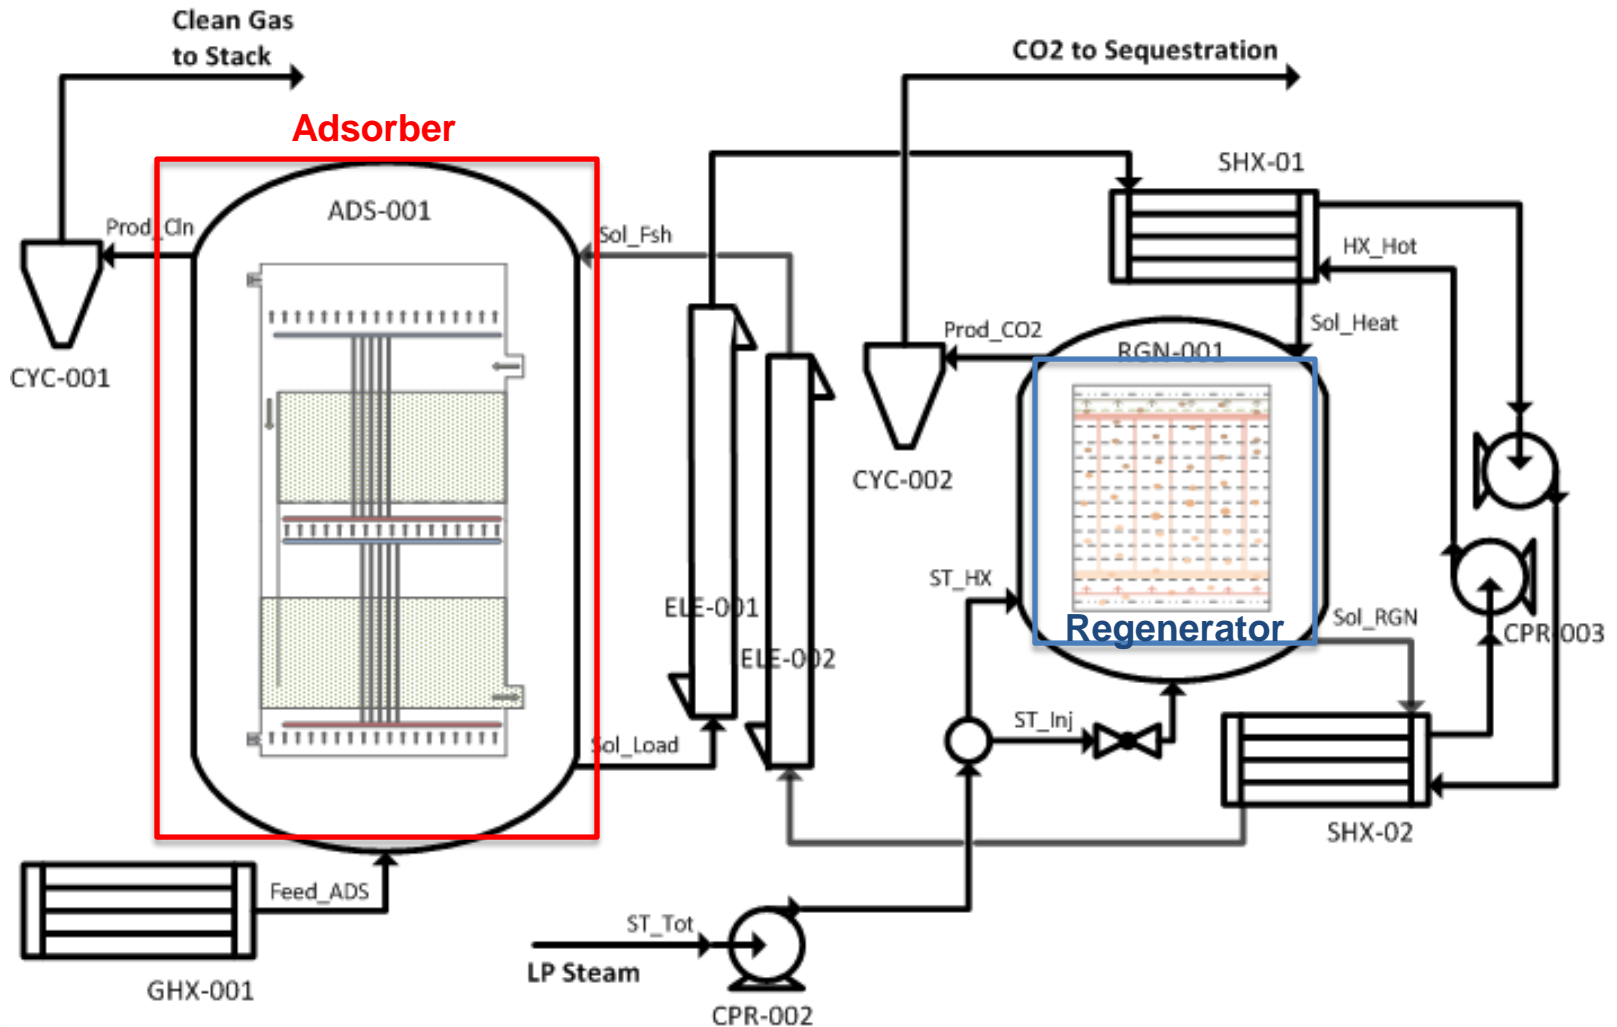 Clean Gas
to Stack
CO2 to Sequestration
Adsorber
SHX-01
ADS-001
Prod_Cln
Sol_Fsh
HX_Hot
Sol_Heat
Prod_CO2
RGN-001
CYC-001
CYC-002
ST_HX
ELE-001
Regenerator
Sol_RGN
CPR-003
ELE-002
ST_Inj
Sol_Load
SHX-02
Feed_ADS
ST_Tot
LP Steam
GHX-001
CPR-002